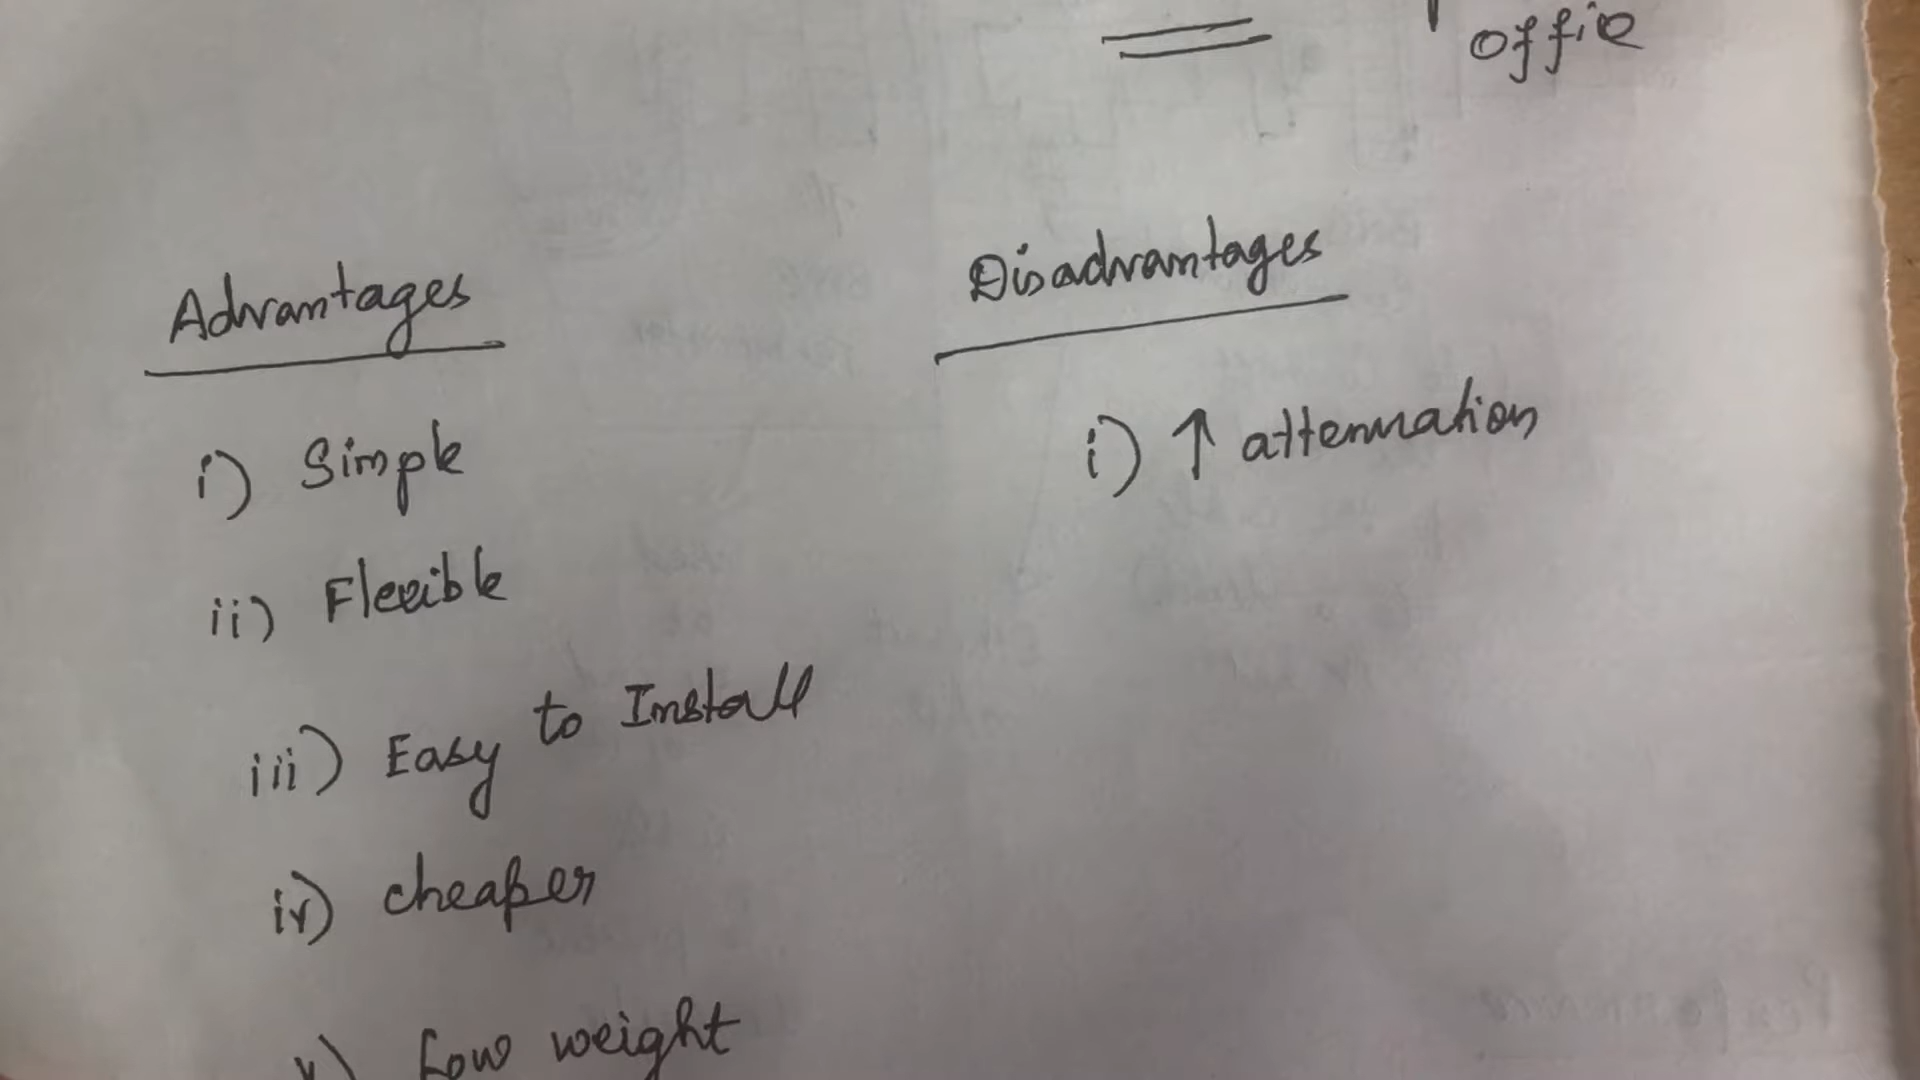 offie
Advantages
Disadvantages
i) Simple
i) ↑ attenuation
ii) Flexible
iii) Easy to Install
iv) cheaper
v) Low weight